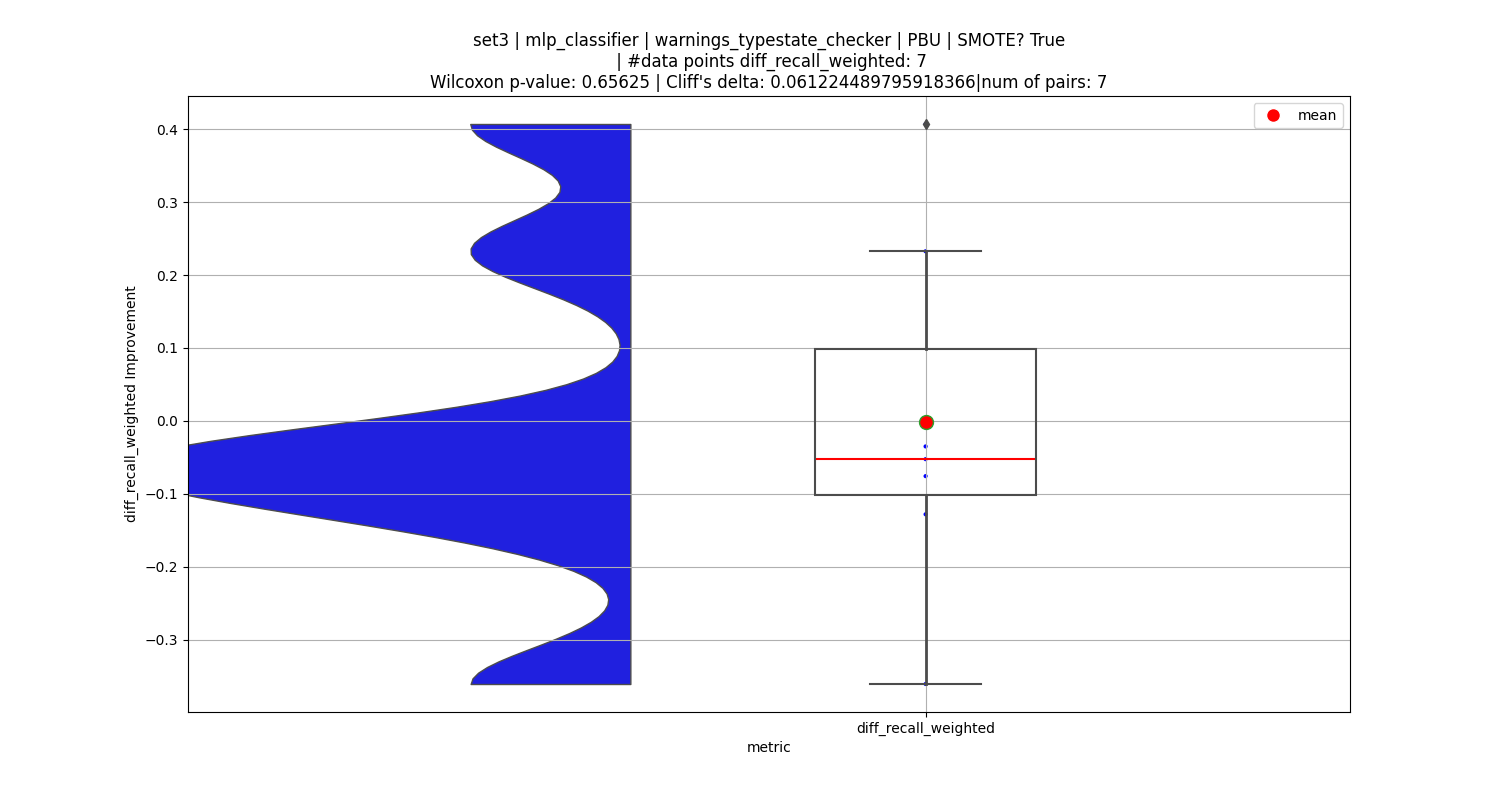 set3 | mlp_classifier | warnings_typestate_checker | PBU | SMOTE? True
| #data points diff_recall_weighted: 7
Wilcoxon p-value: 0.65625 | Cliff's delta: 0.061224489795918366|num of pairs: 7
mean
0.4
0.3
0.2
0.1
0.0
−0.1
−0.2
−0.3
diff_recall_weighted Improvement
diff_recall_weighted
metric